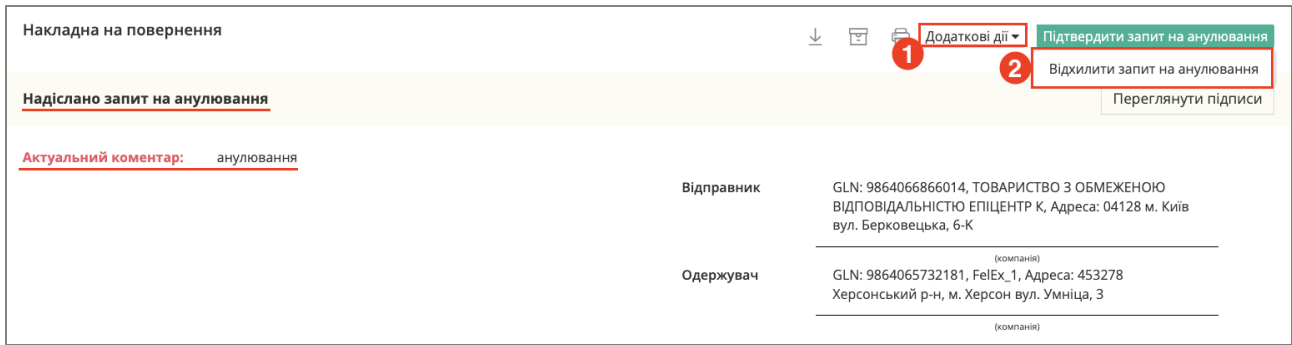 Накладна на повернення
Додаткові дії
Підтвердити запит на анулювання
1
2
Відхилити запит на анулювання
Надіслано запит на анулювання
Переглянути підписи
Актуальний коментар: анулювання
Відправник
GLN: 9864066866014, ТОВАРИСТВО З ОБМЕЖЕНОЮ
ВІДПОВІДАЛЬНІСТЮ ЕПІЦЕНТР К, Адреса: 04128 м. Київ
вул. Берковецька, 6-К
(компанія)
Одержувач
GLN: 9864065732181, FelEx_1, Адреса: 453278
Херсонський р-н, м. Херсон вул. Умніца, 3
(компанія)